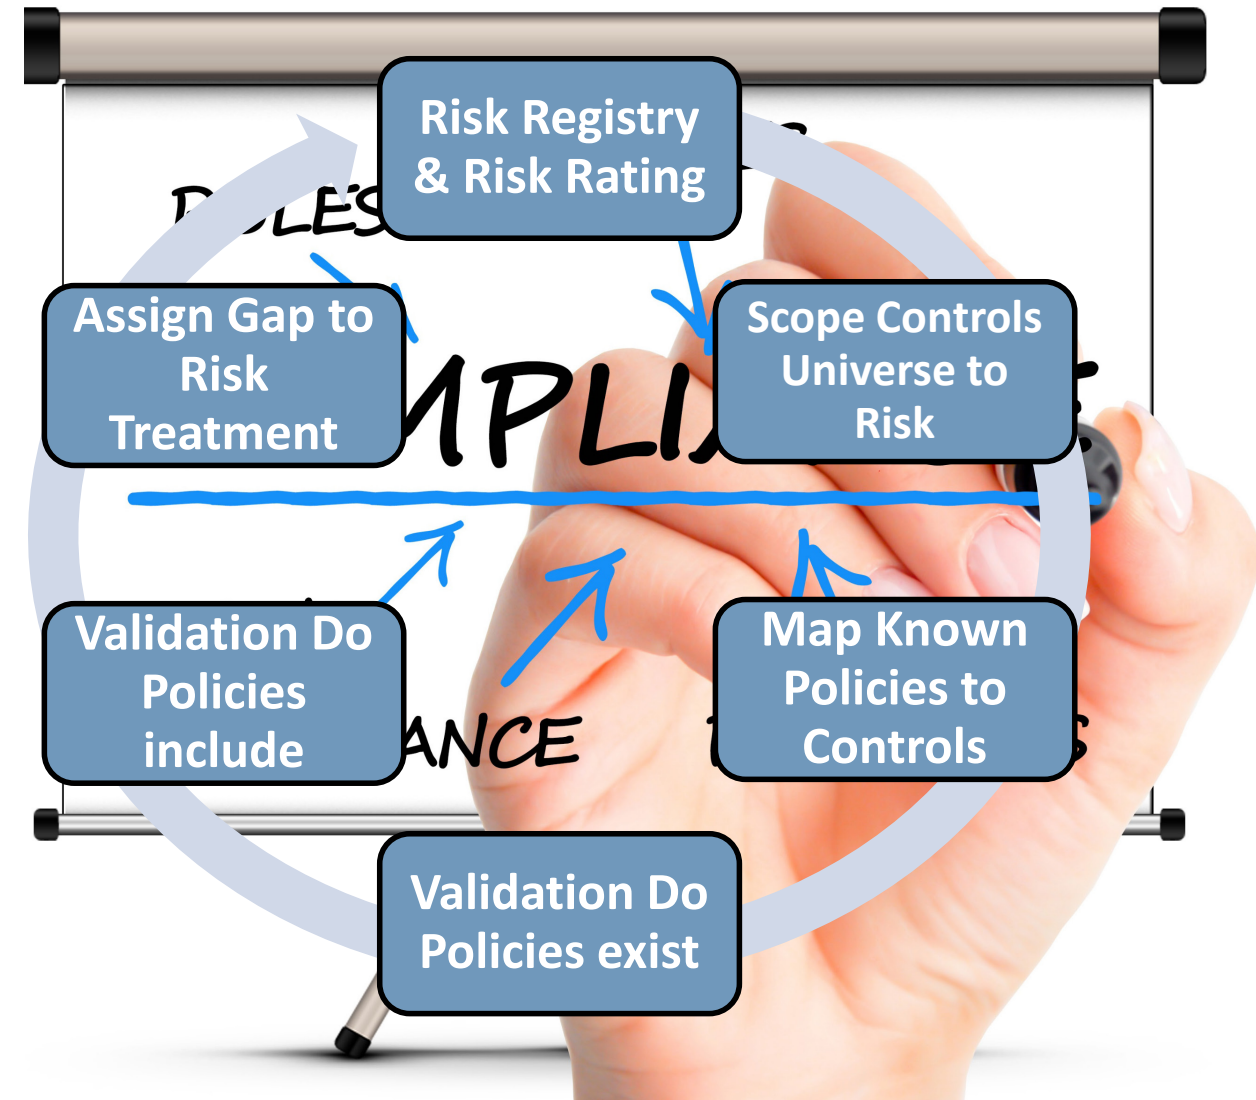 Risk Registry
& Risk Rating
Scope Controls
Universe to
Risk
Map Known
Policies to
Controls
Validation Do
Policies exist
Validation Do
Policies
include
Assign Gap to
Risk
Treatment